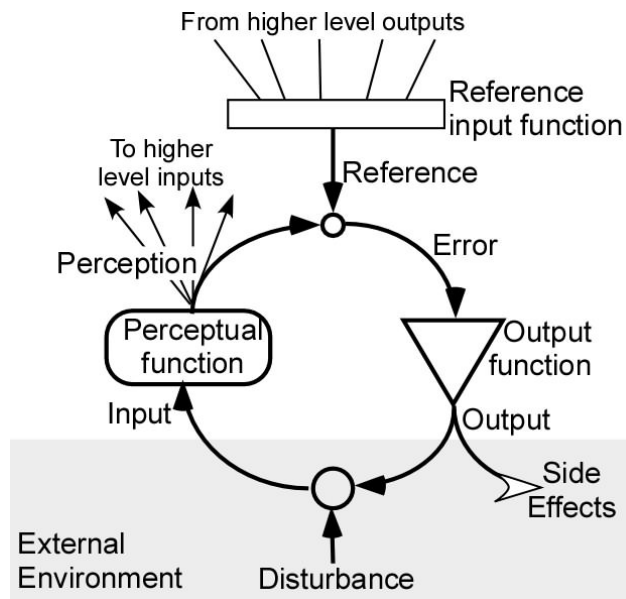 From higher level outputs
Reference
input function
To higher
level inputs
Reference
Perception
Error
Perceptual
function
Output
function
Input
Output
Side
Effects
External
Environment
Disturbance